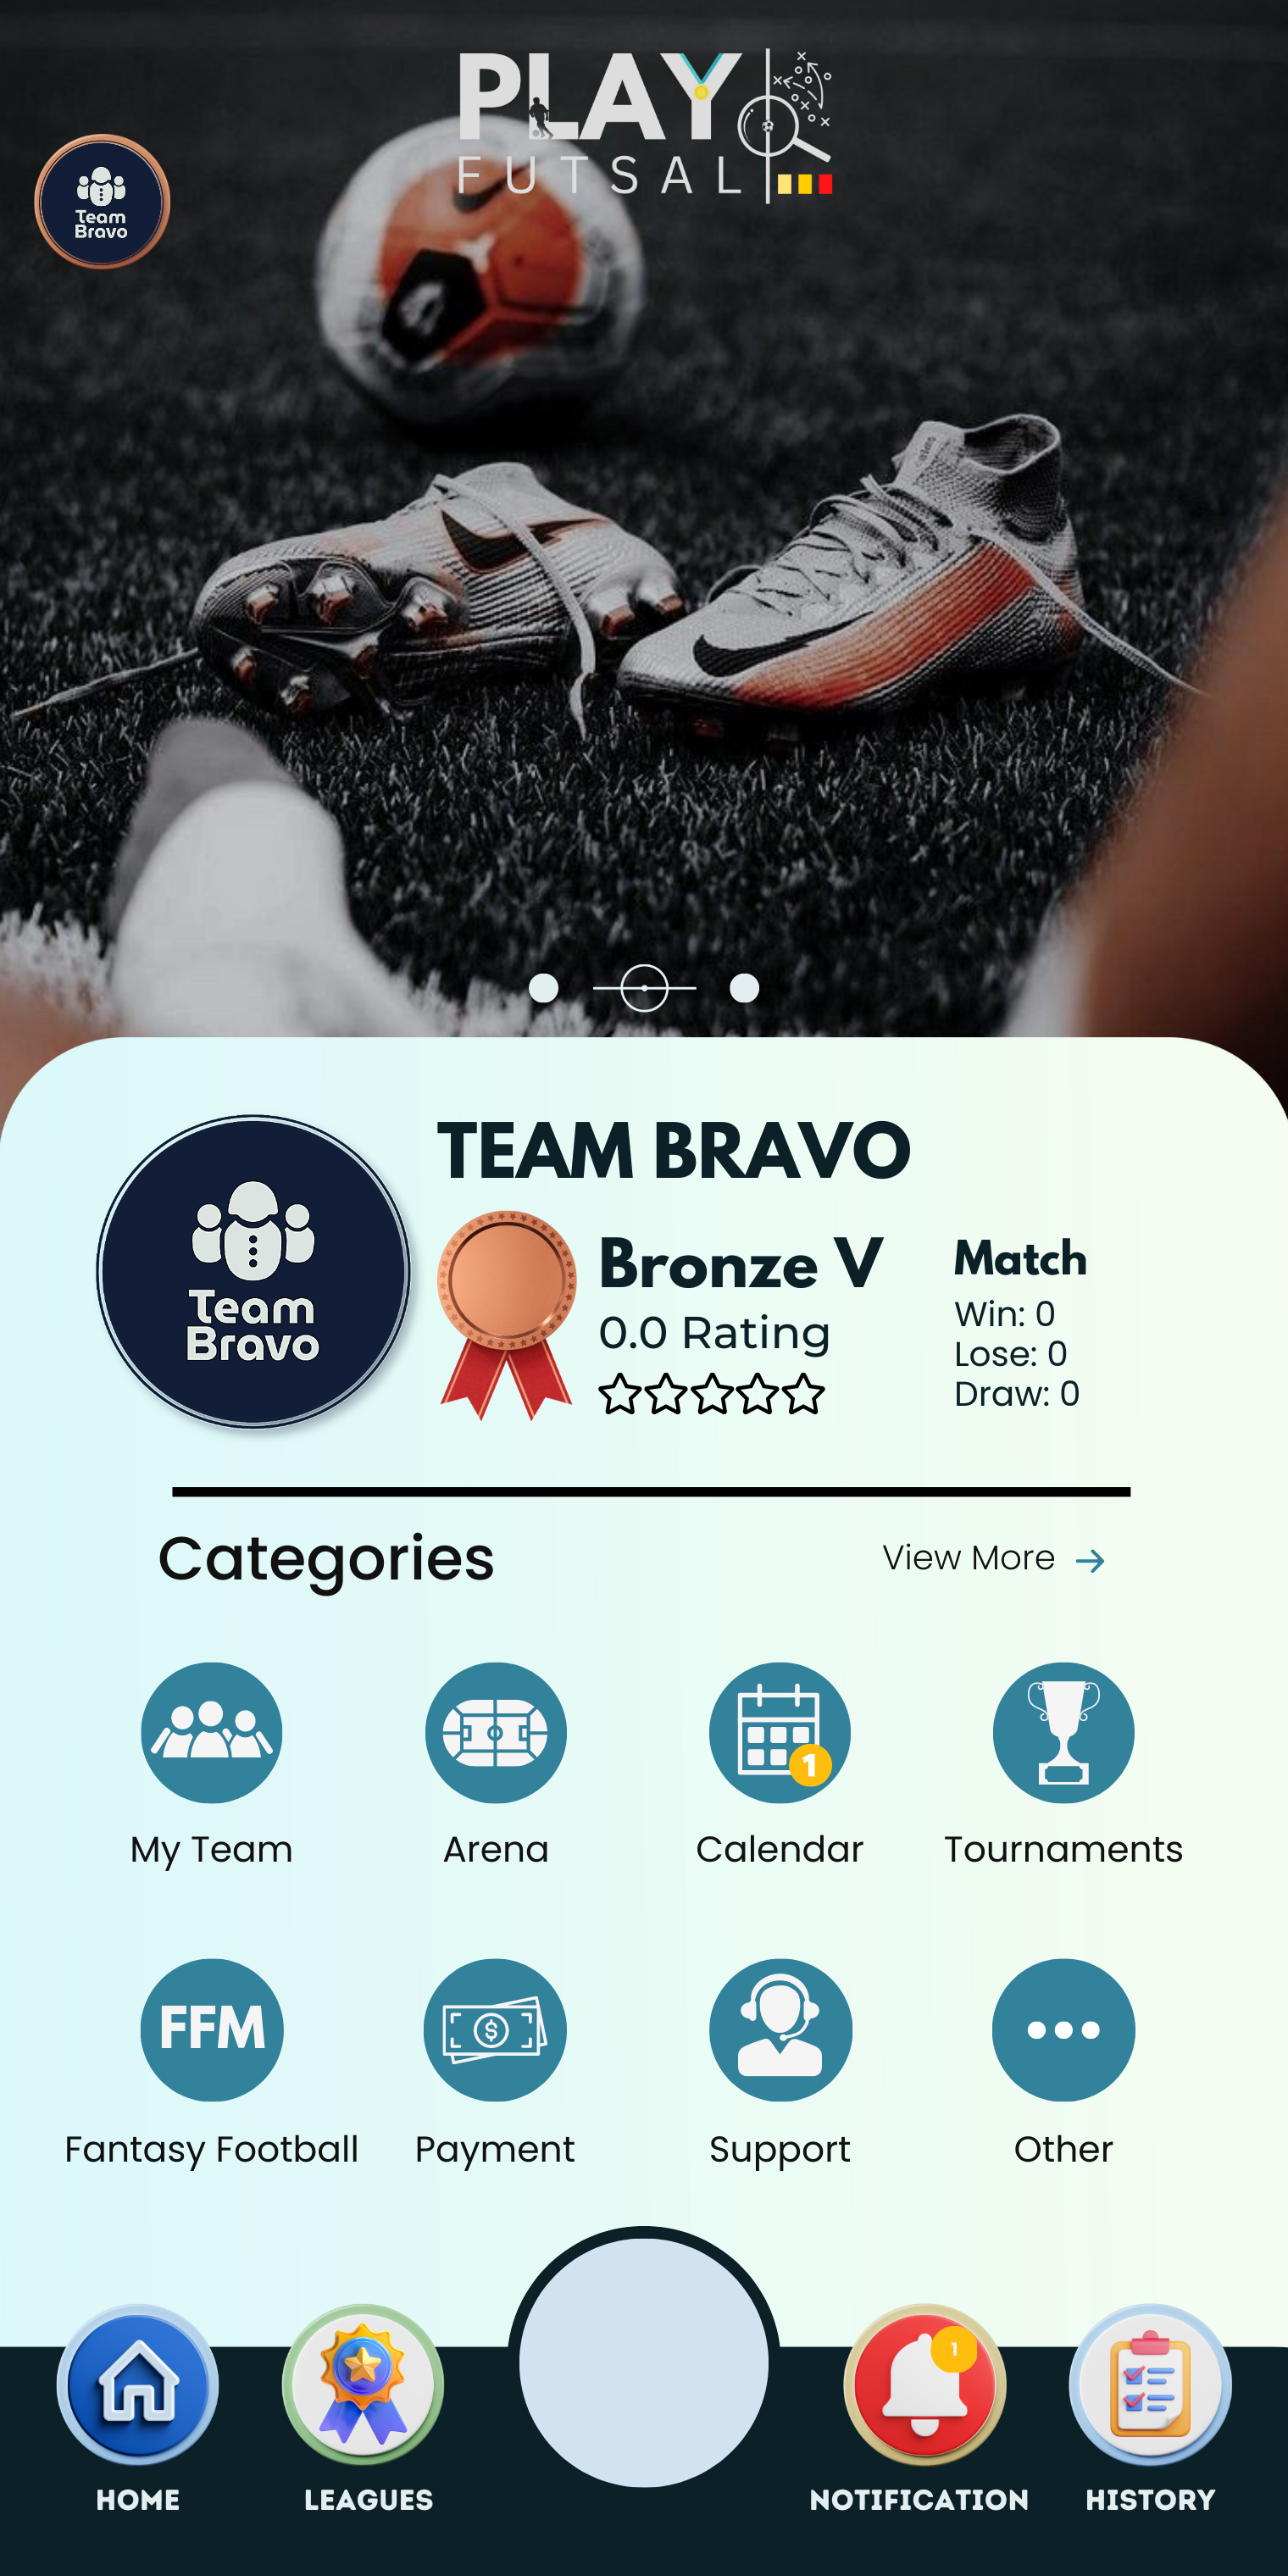 PLAY
FUTSAL
Team
Bravo
TEAM BRAVO
Team
Bravo
Bronze V
0.0 Rating
Match
Win: 0
Lose: 0
Draw: 0
Categories
View More →
1
My Team
Arena
Calendar
Tournaments
FFM
$
Fantasy Football
Payment
Support
Other
1
HOME
LEAGUES
NOTIFICATION
HISTORY